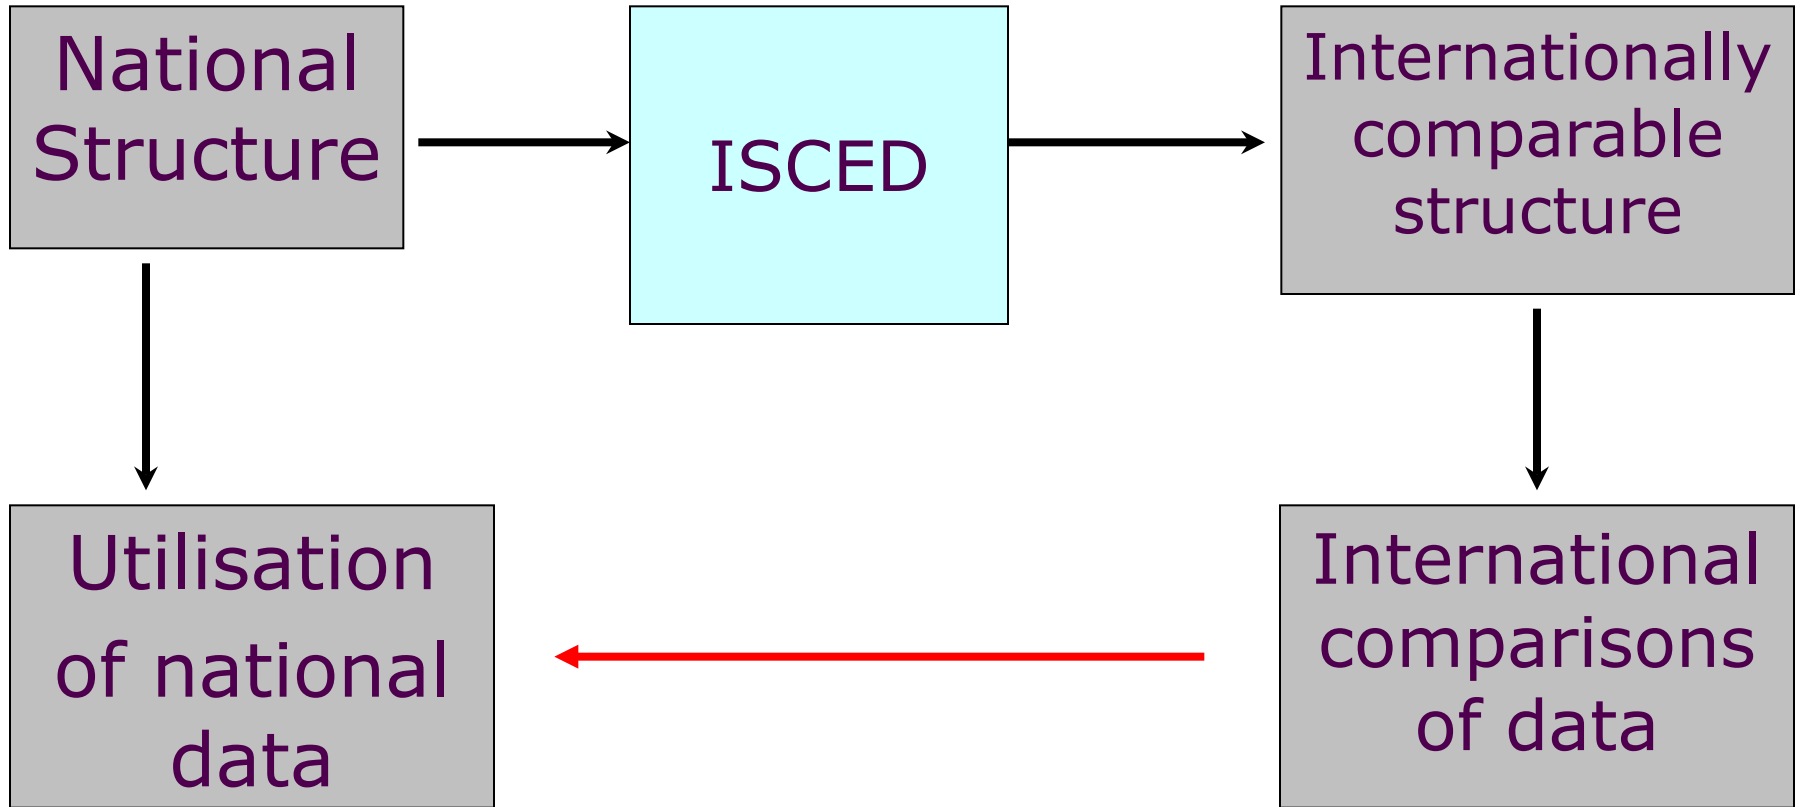 National
Structure
ISCED
Internationally
comparable
structure
Utilisation
of national
data
International
comparisons
of data